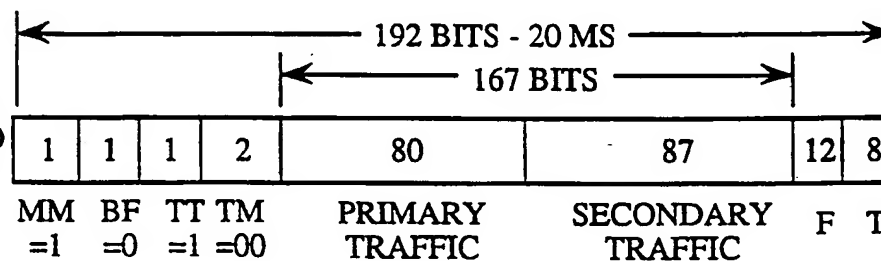 192 BITS - 20 MS
167 BITS
1 1 1 2 80 87 12 8
MM BF TT TM PRIMARY SECONDARY F T
=1 =0 =1 =00 TRAFFIC TRAFFIC